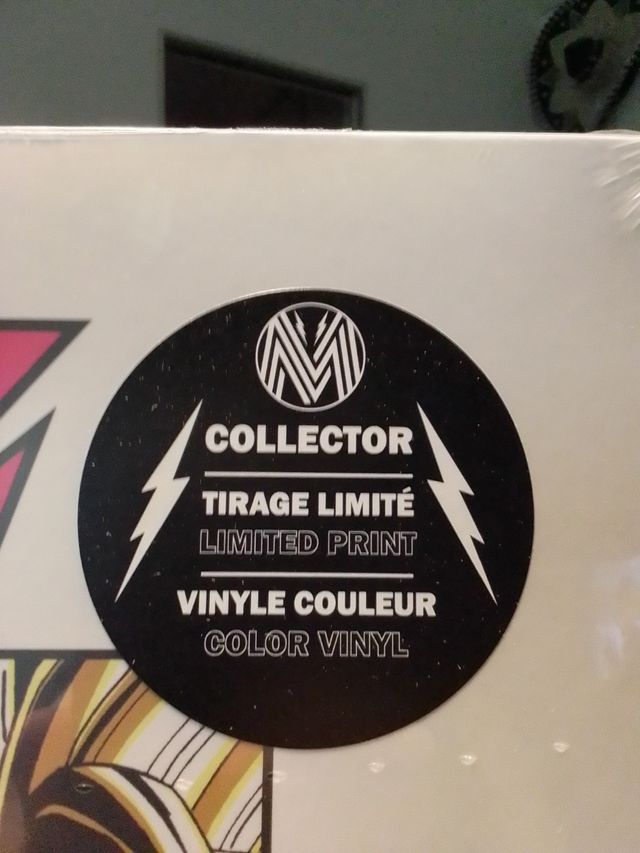 M
COLLECTOR
TIRAGE LIMITÉ
LIMITED PRINT
VINYLE COULEUR
COLOR VINYL